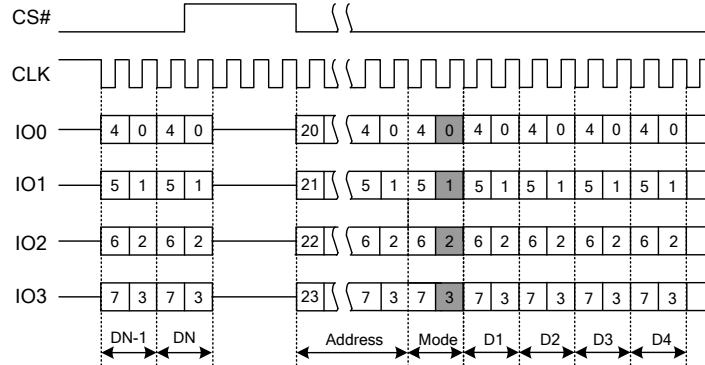 CS#
CLK
IO0 4 0 4 0 20 4 0 4 0 4 0 4 0 4 0 4 0
IO1 5 1 5 1 21 5 1 5 1 5 1 5 1 5 1 5 1
IO2 6 2 6 2 22 6 2 6 2 6 2 6 2 6 2 6 2
IO3 7 3 7 3 23 7 3 7 3 7 3 7 3 7 3 7 3
DN-1 DN Address Mode D1 D2 D3 D4